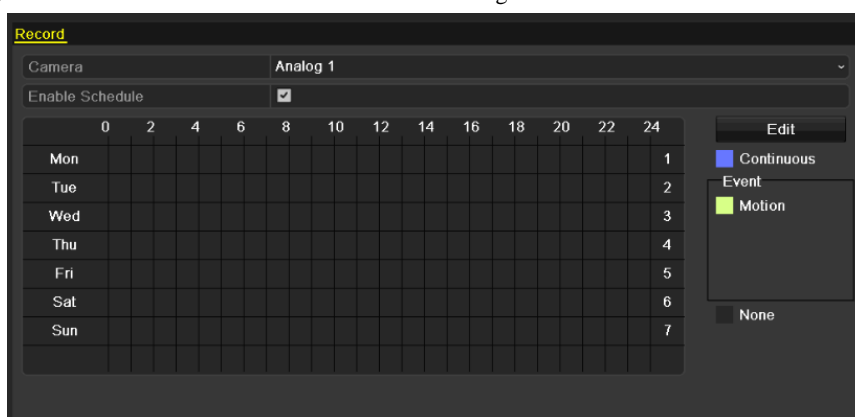 Record
Camera Analog 1
Enable Schedule
0 2 4 6 8 10 12 14 16 18 20 22 24 Edit
Mon 1 Continuous
Tue 2 Event
Wed 3 Motion
Thu 4
Fri 5
Sat 6
None
Sun 7